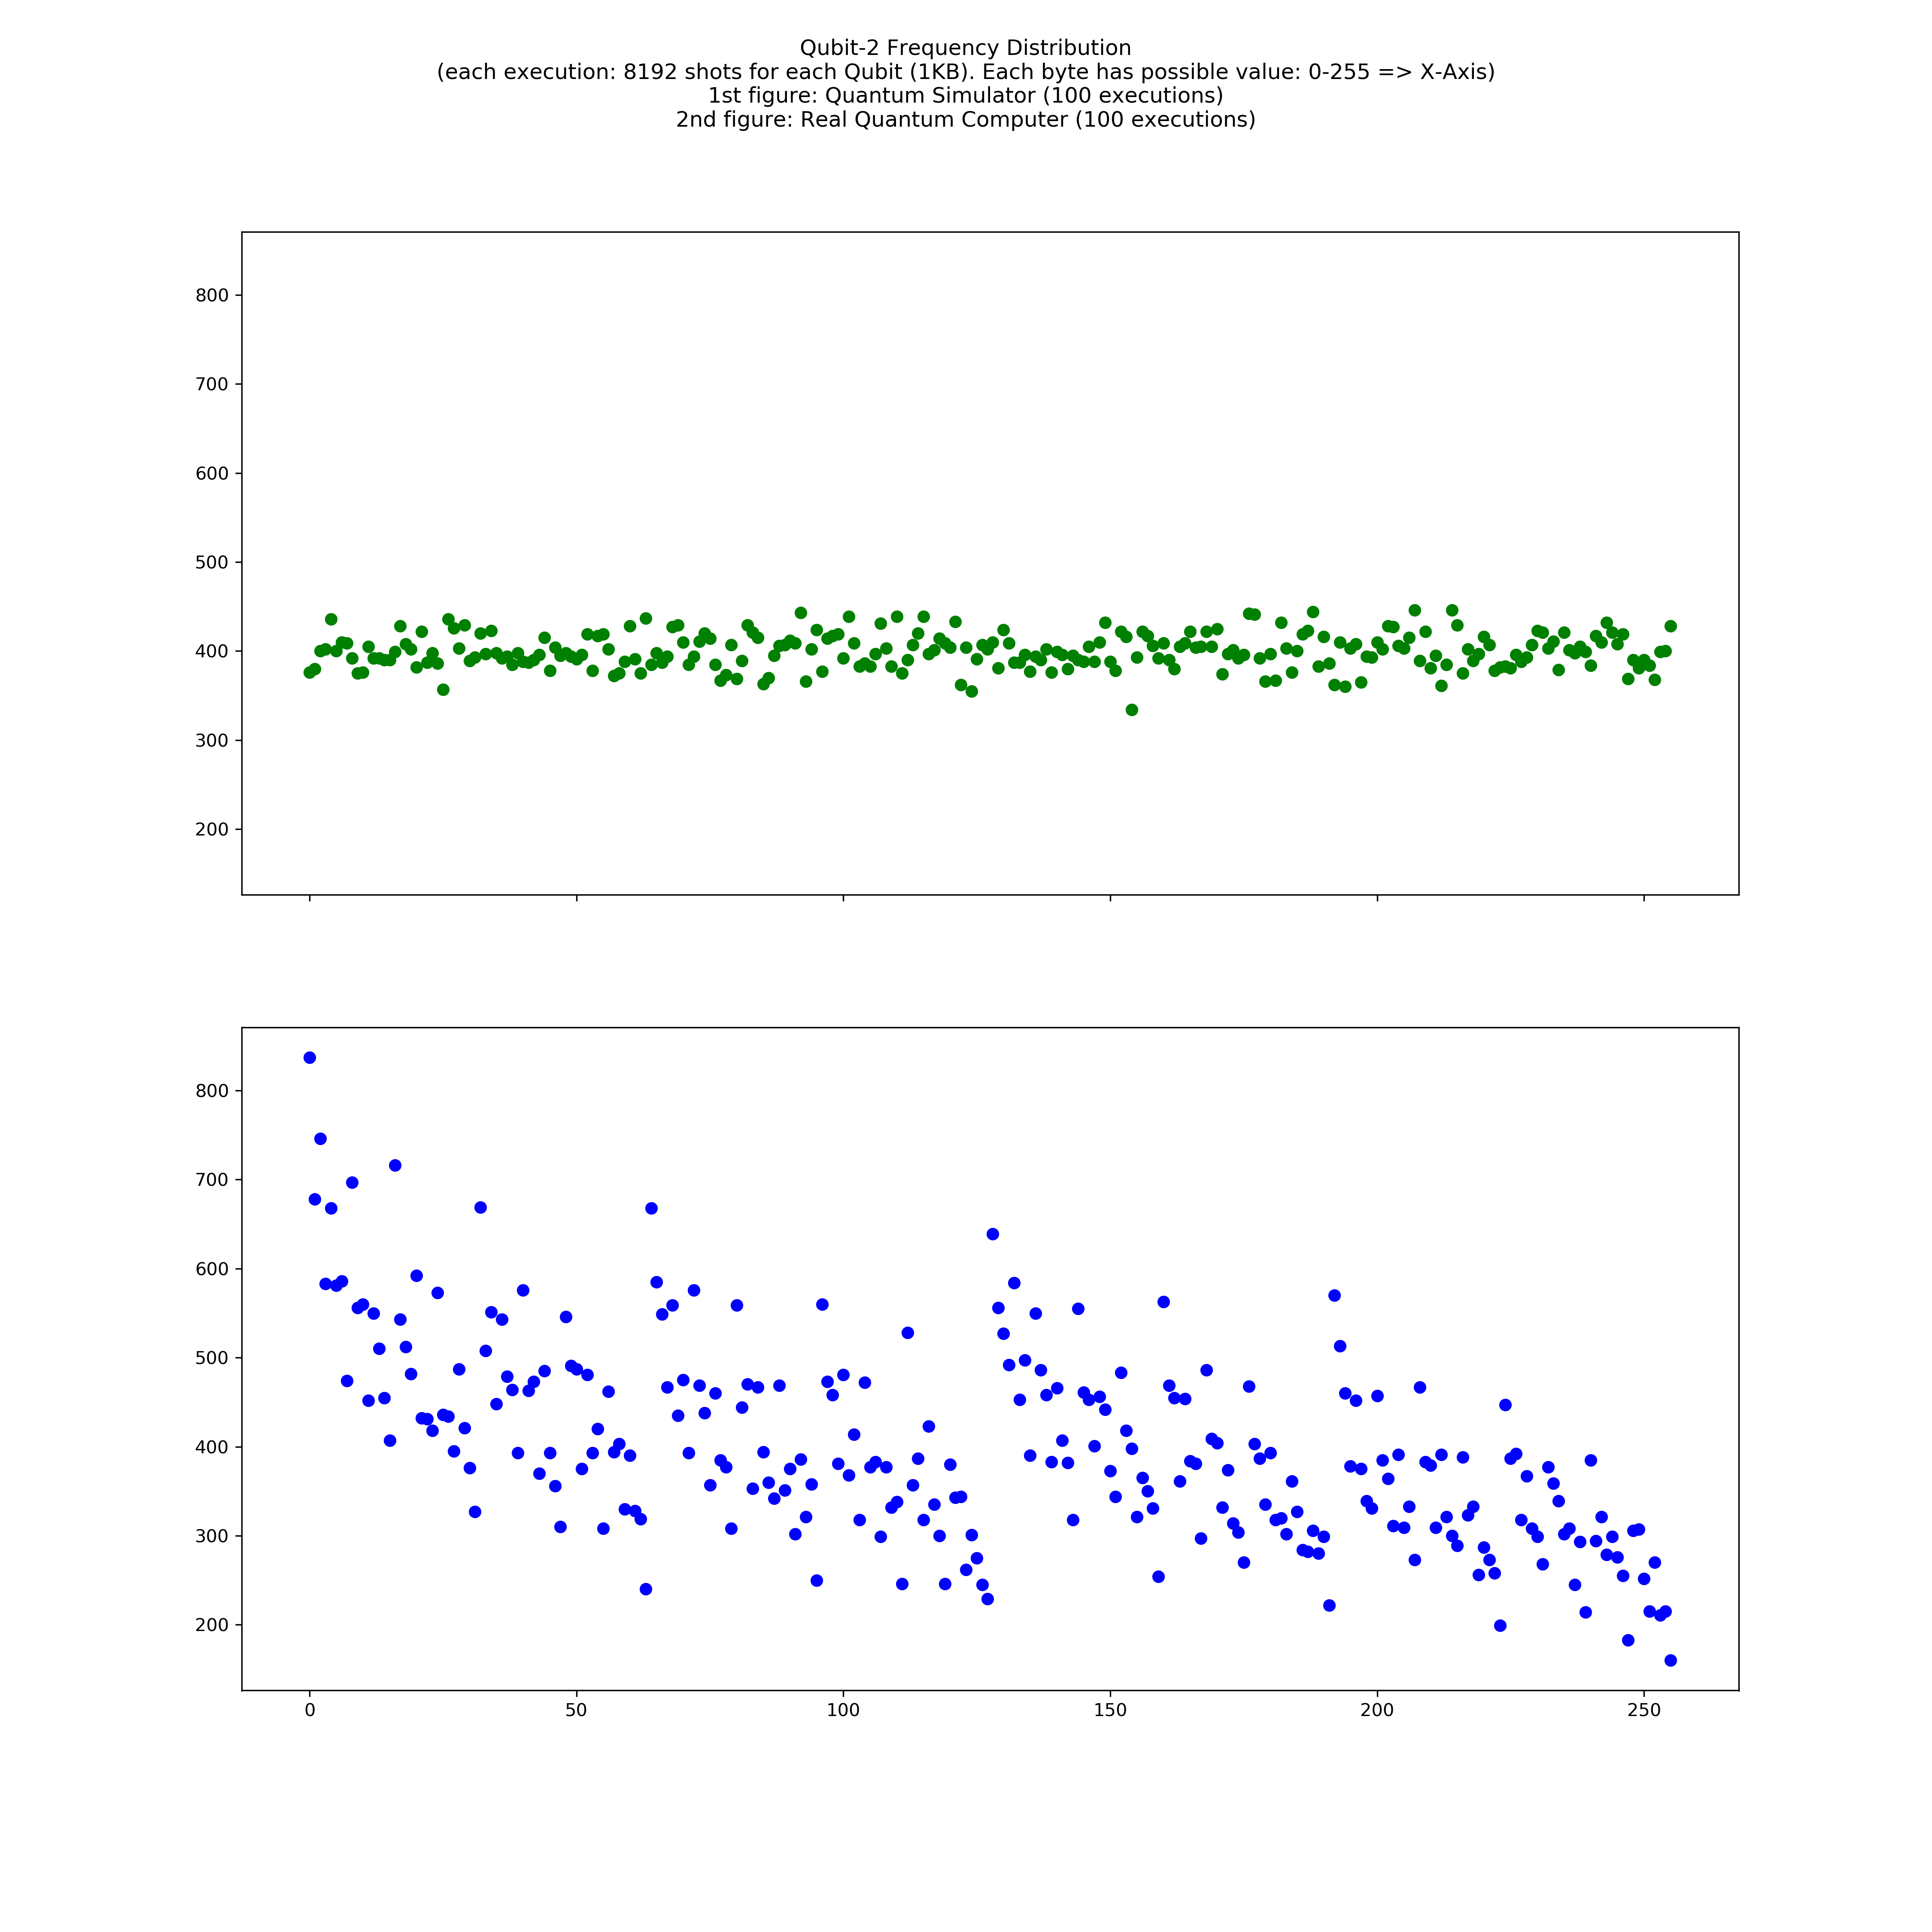 Qubit-2 Frequency Distribution
(each execution: 8192 shots for each Qubit (1KB). Each byte has possible value: 0-255 => X-Axis)
1st figure: Quantum Simulator (100 executions)
2nd figure: Real Quantum Computer (100 executions)
800
700
600
500
400
300
200
800
700
600
500
400
300
200
0 50 100 150 200 250